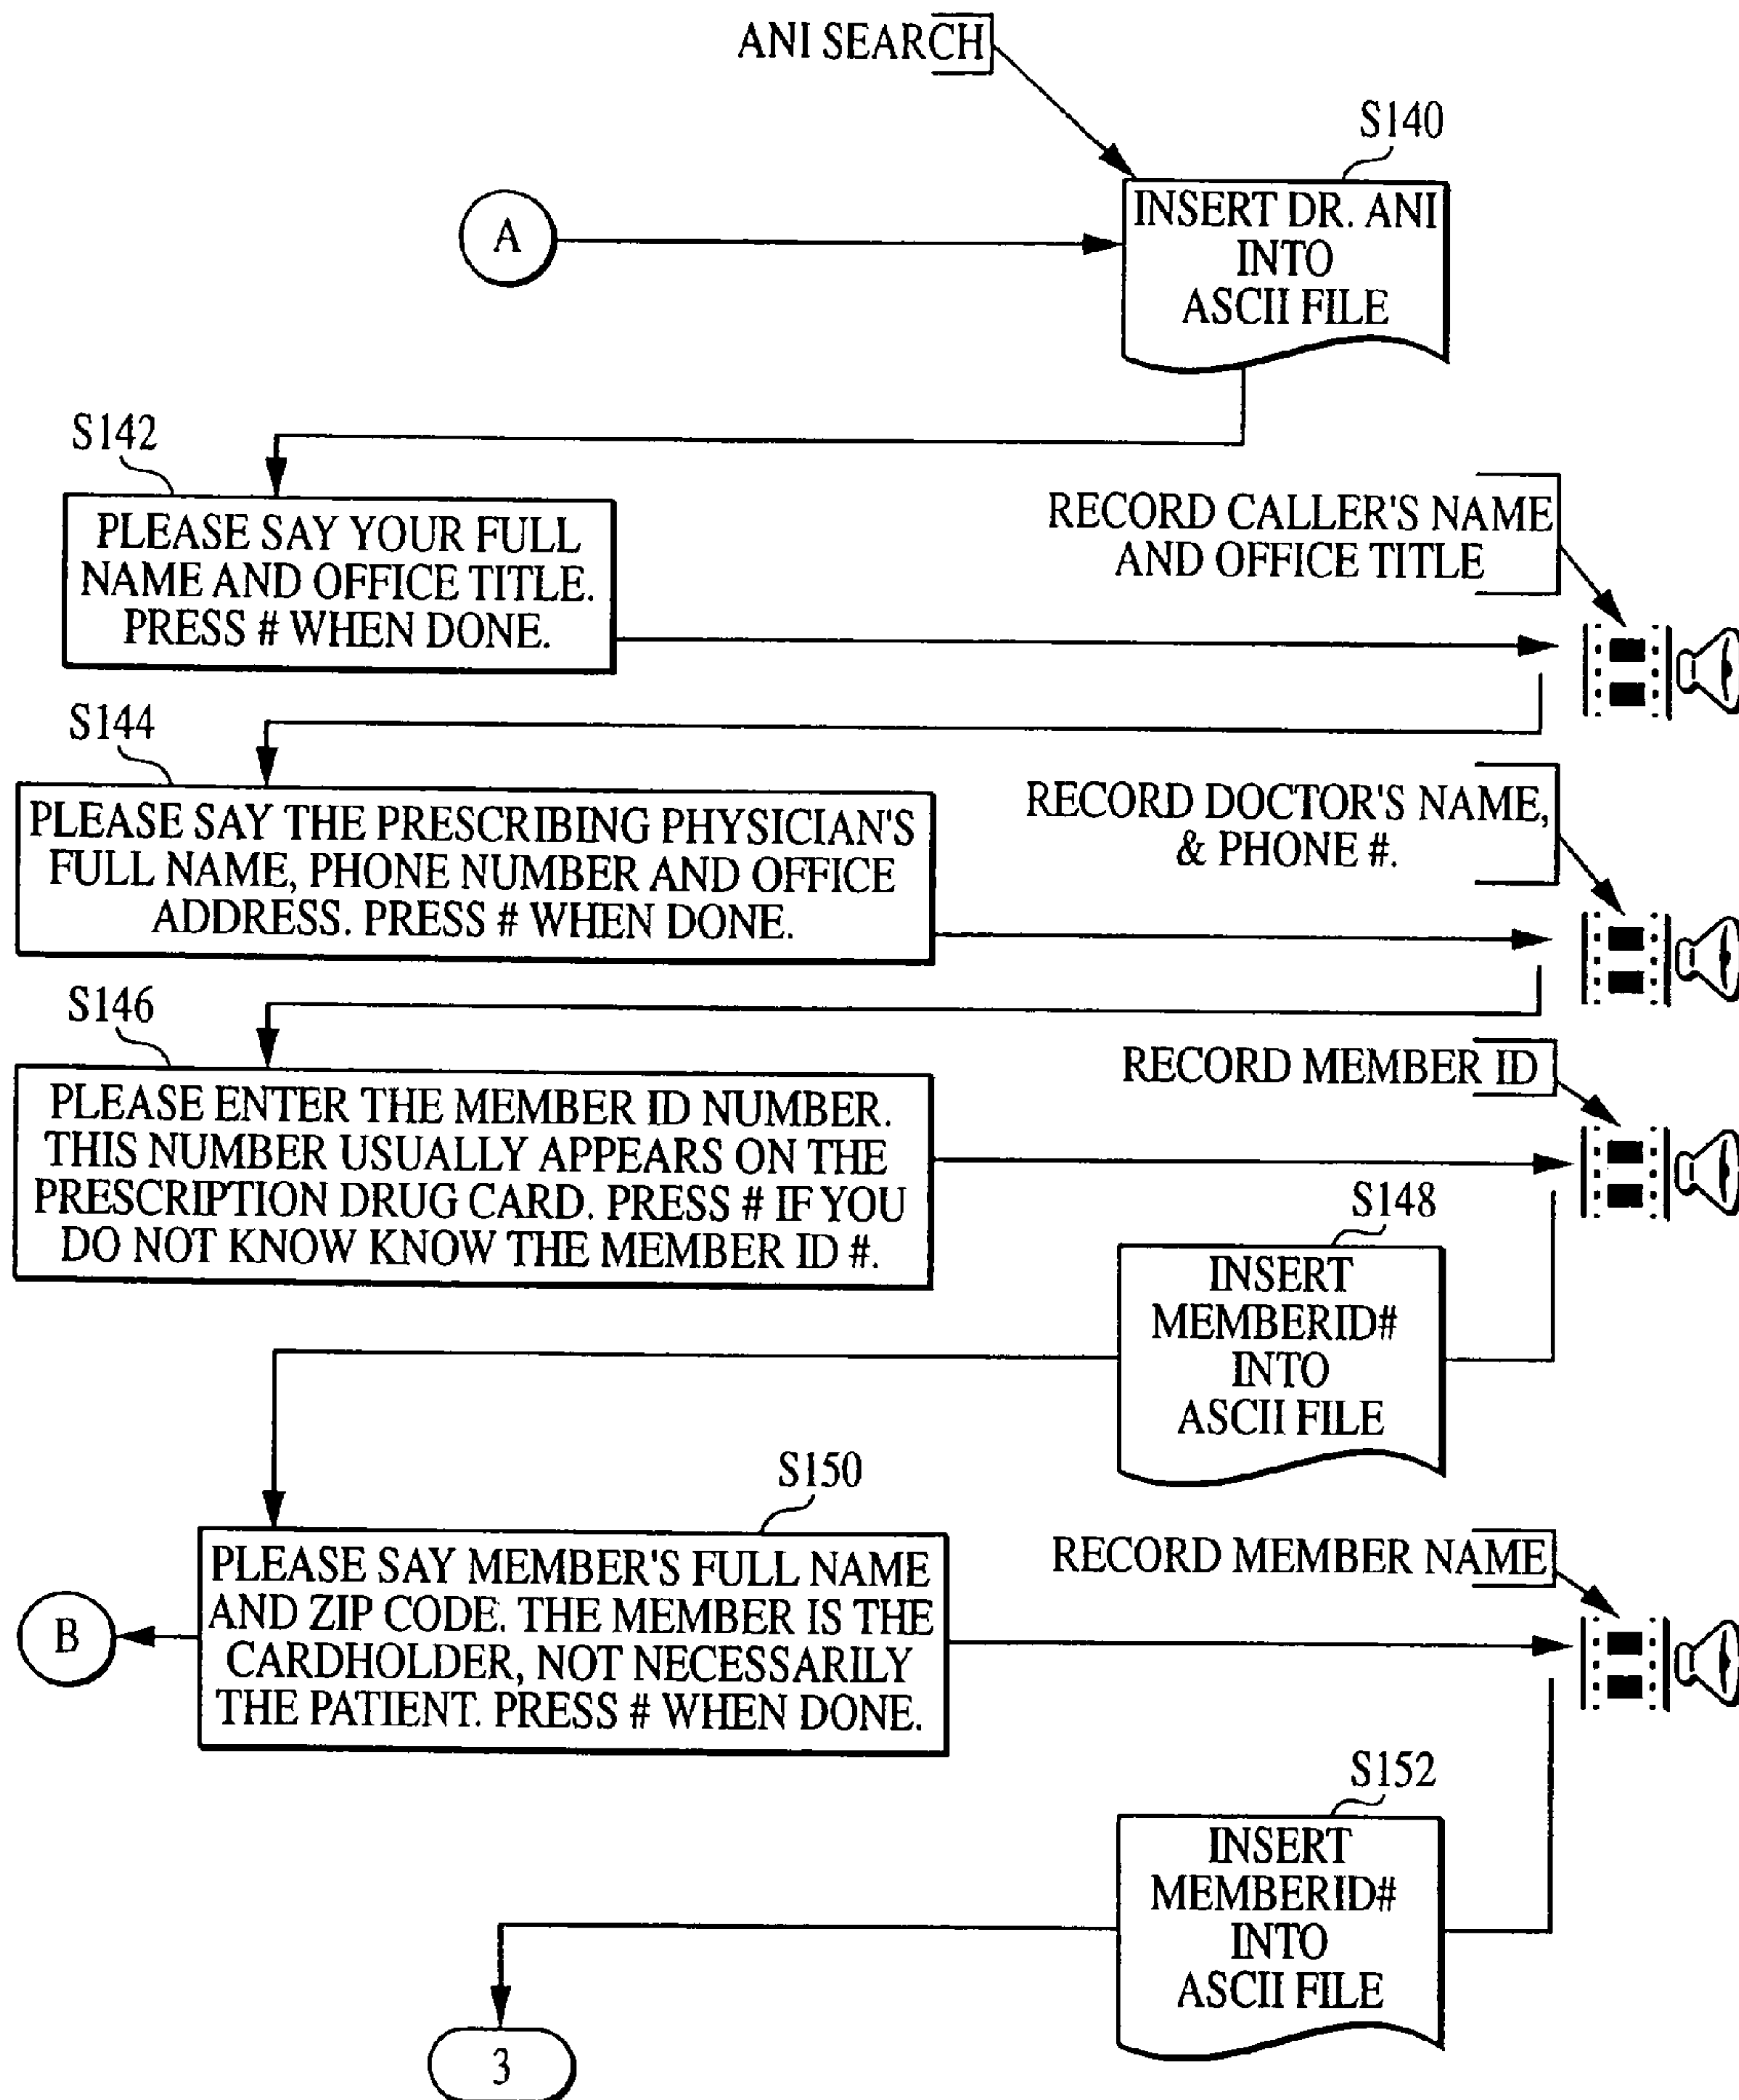 ANI SEARCH
S140
A
INSERT DR. ANI
INTO
ASCII FILE
S142
PLEASE SAY YOUR FULL
NAME AND OFFICE TITLE.
PRESS # WHEN DONE.
RECORD CALLER'S NAME
AND OFFICE TITLE
S144
PLEASE SAY THE PRESCRIBING PHYSICIAN'S
FULL NAME, PHONE NUMBER AND OFFICE
ADDRESS. PRESS # WHEN DONE.
RECORD DOCTOR'S NAME,
& PHONE #.
S146
PLEASE ENTER THE MEMBER ID NUMBER.
THIS NUMBER USUALLY APPEARS ON THE
PRESCRIPTION DRUG CARD. PRESS # IF YOU
DO NOT KNOW KNOW THE MEMBER ID #.
RECORD MEMBER ID
S148
INSERT
MEMBERID#
INTO
ASCII FILE
S150
PLEASE SAY MEMBER'S FULL NAME
AND ZIP CODE. THE MEMBER IS THE
CARDHOLDER, NOT NECESSARILY
THE PATIENT. PRESS # WHEN DONE.
B
RECORD MEMBER NAME
S152
INSERT
MEMBERID#
INTO
ASCII FILE
3